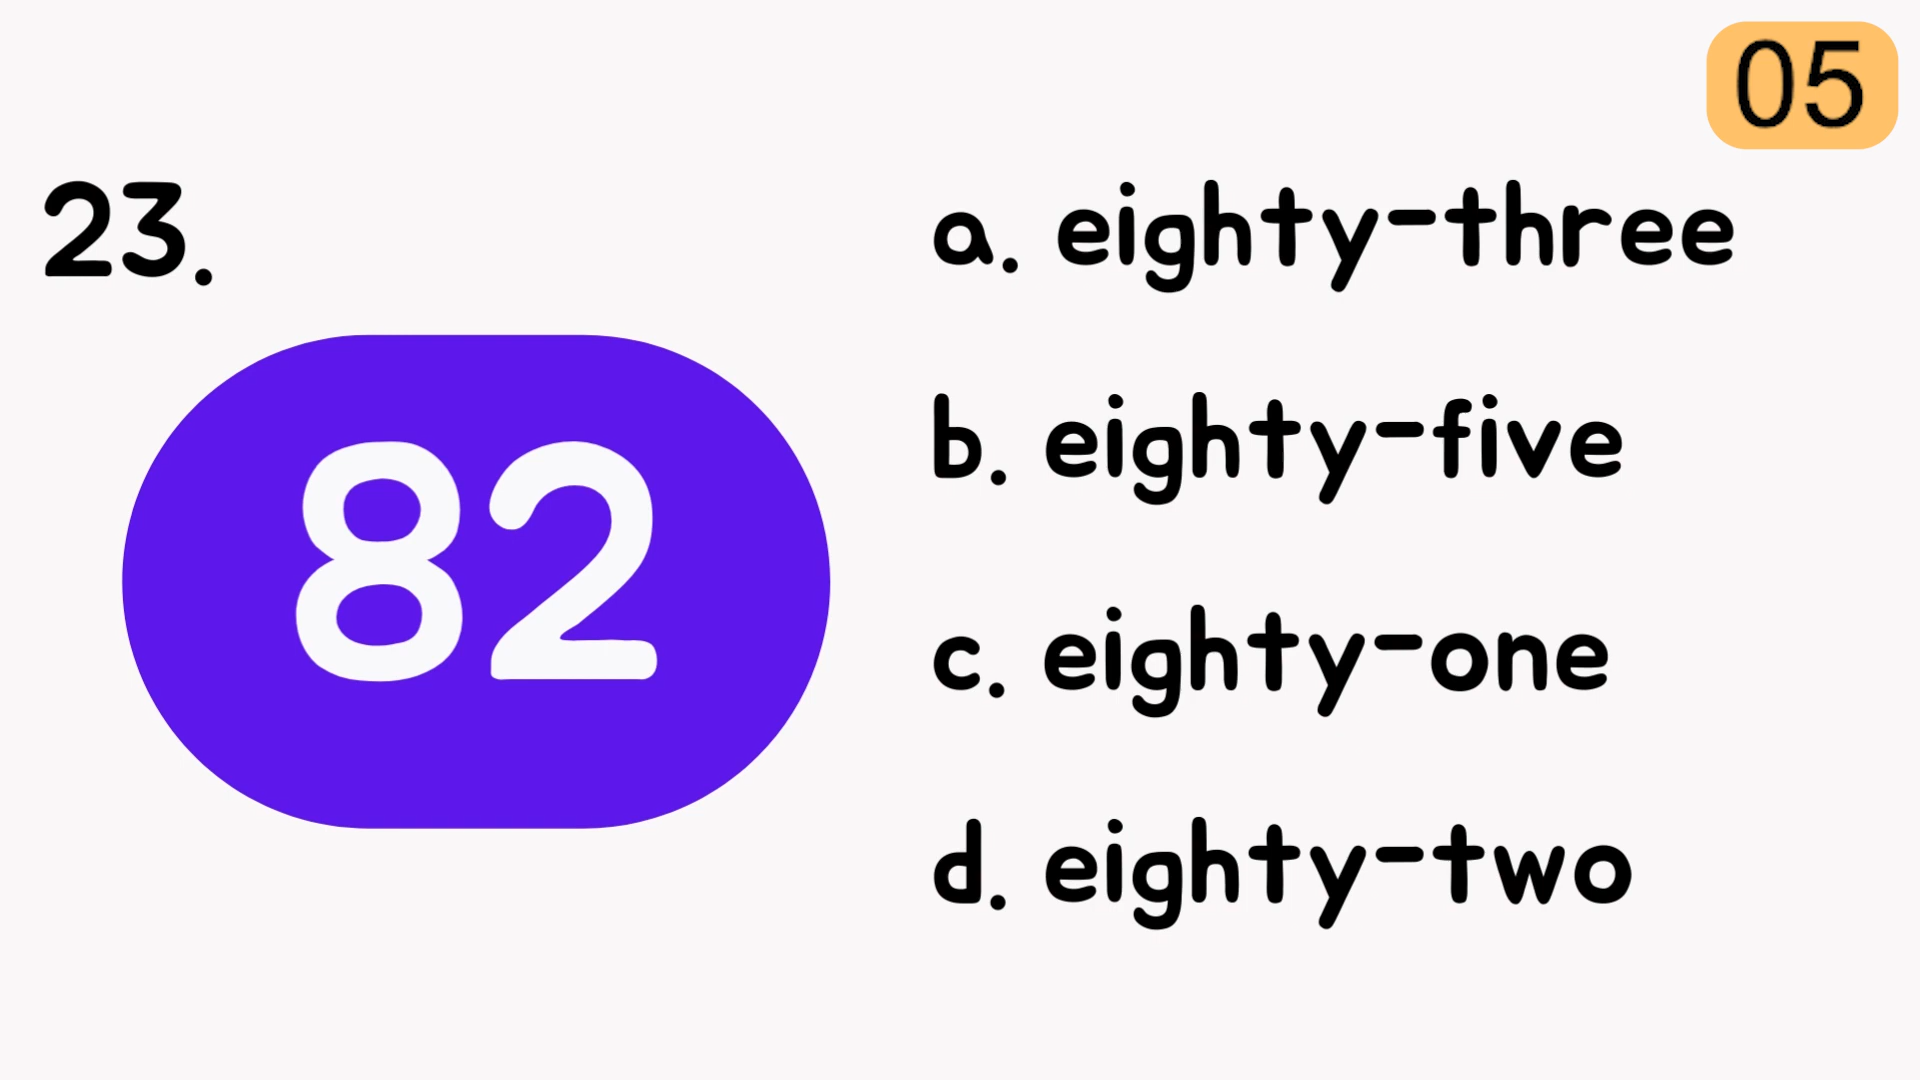 05
23.
82
a. eighty-three
b. eighty-five
c. eighty-one
d. eighty-two